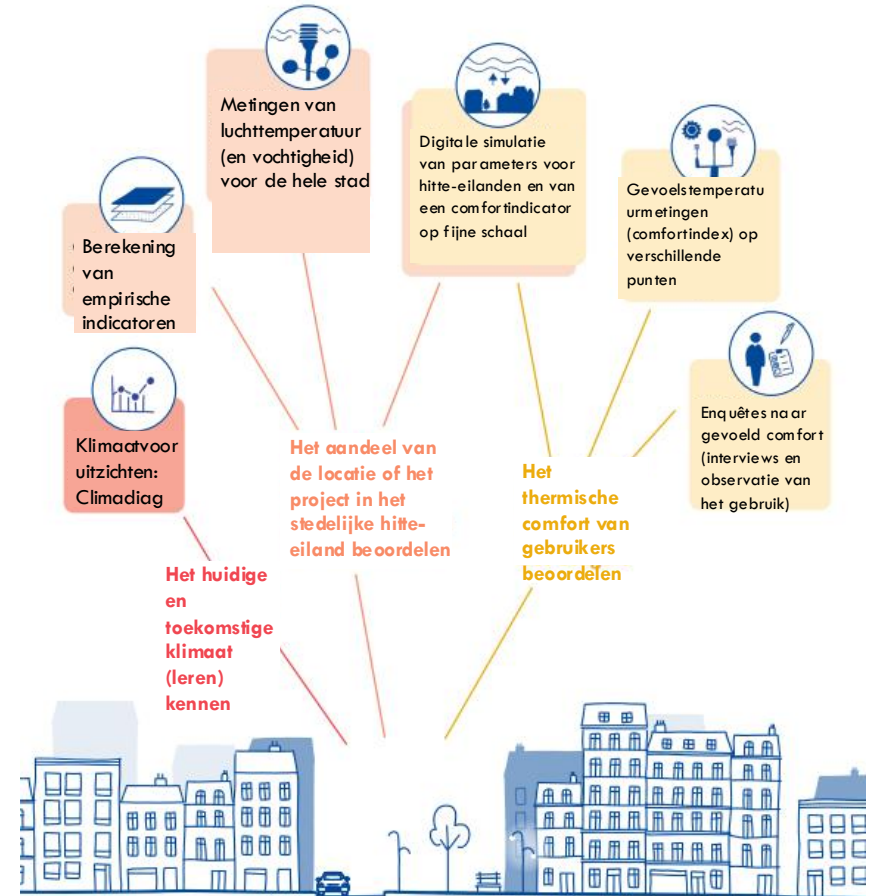 Metingen van
luchttemperatuur
(en vochtigheid)
voor de hele stad
Digitale simulatie
van parameters voor
hitte-eilanden en van
een comfortindicator
op fijne schaal
Gevoelstemperatu
urmetingen
(comfortindex) op
verschillende
punten
Berekening
van
empirische
indicatoren
Enquêtes naar
gevoeld comfort
(interviews en
observatie van
het gebruik)
Klimaatvoor
uitzichten:
Climadiag
Het aandeel van
de locatie of het
project in het
stedelijke hitte-
eiland beoordelen
Het
thermische
comfort van
gebruikers
beoordelen
Het huidige
en
toekomstige
klimaat
(leren)
kennen